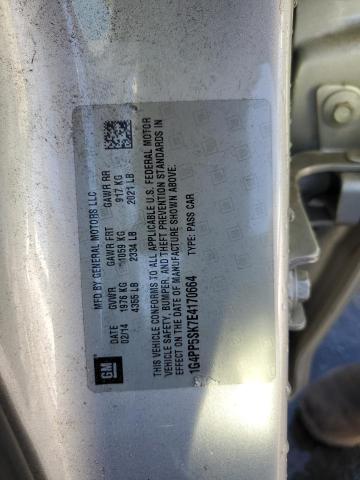 GM
MFD BY GENERAL MOTORS LLC
DATE GVWR GAWR FRT GAWR RR
02/14 1976 KG 1059 KG 917 KG
4355 LB 2334 LB 2021 LB
THIS VEHICLE CONFORMS TO ALL APPLICABLE U.S. FEDERAL MOTOR
VEHICLE SAFETY, BUMPER, AND THEFT PREVENTION STANDARDS IN
EFFECT ON THE DATE OF MANUFACTURE SHOWN ABOVE.
1G4PP5SK7E4170664 TYPE: PASS CAR